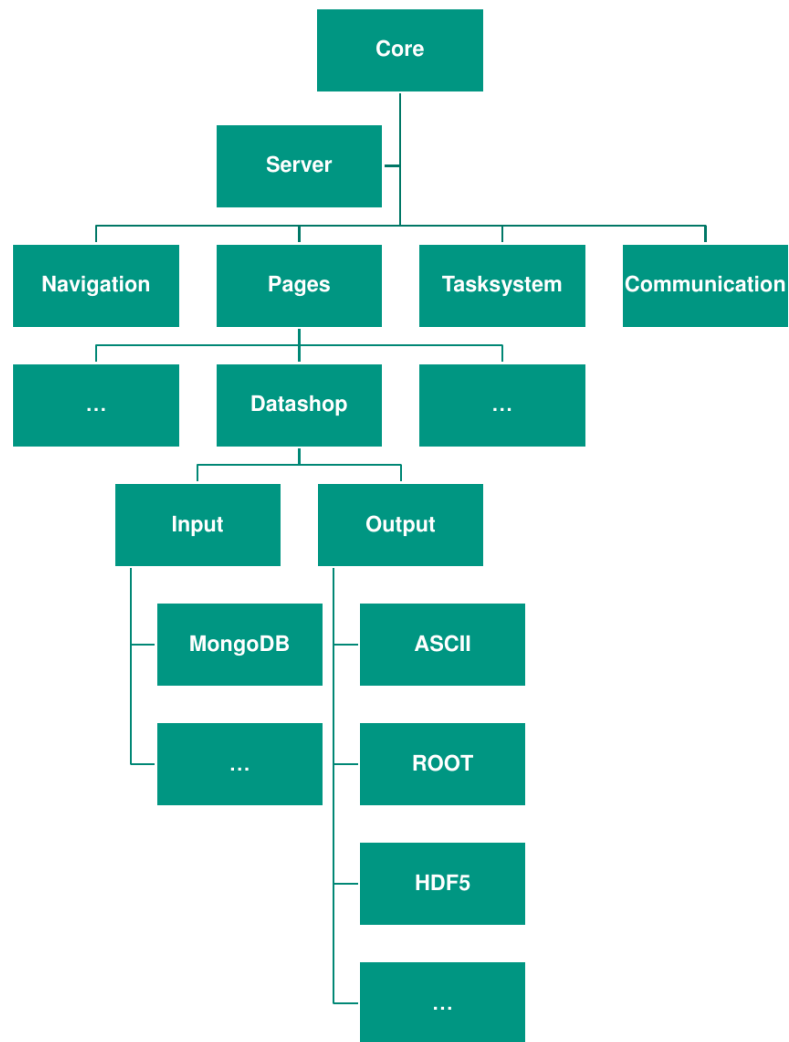 Core
Server
Navigation
Pages
Tasksystem
Communication
...
Datashop
...
Input
Output
MongoDB
ASCII
...
ROOT
HDF5
...